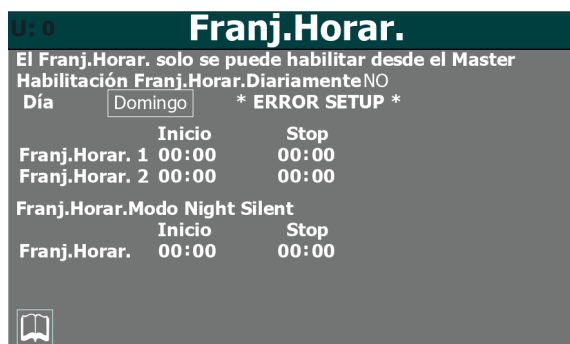 U: 0 Franj.Horar.
El Franj.Horar. solo se puede habilitar desde el Master
Habilitación Franj.Horar.Diariamente NO
Día Domingo * ERROR SETUP *
Inicio Stop
Franj.Horar. 1 00:00 00:00
Franj.Horar. 2 00:00 00:00
Franj.Horar.Modo Night Silent
Inicio Stop
Franj.Horar. 00:00 00:00